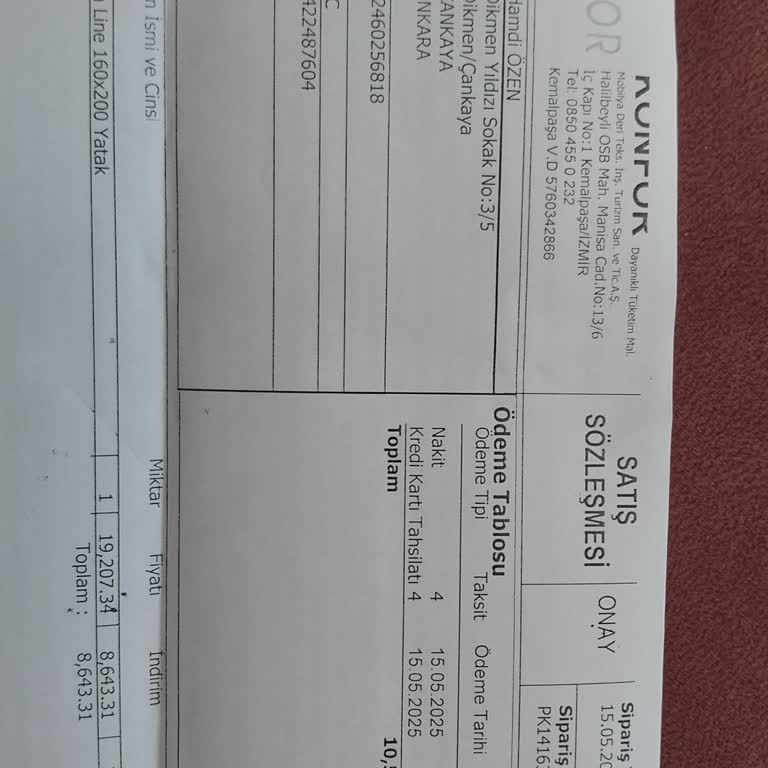 OR
KONFOR
Dayanıklı Tüketim Mal.
Mobilya Deri Teks. İnş. Turizm San. ve Tic.A.Ş.
Halilbeyli OSB Mah. Manisa Cad.No:13/6
İç Kapı No:1 Kemalpaşa/İZMİR
Tel: 0850 455 0 232
Kemalpaşa V.D 5760342866
SATIŞ
SÖZLEŞMESİ
ONAY
Sipariş
15.05.20
Sipariş
PK1416
Hamdi ÖZEN
Dikmen Yıldızı Sokak No:3/5
Dikmen/Çankaya
ÇANKAYA
ANKARA
2460256818
C
422487604
Ödeme Tablosu
Ödeme Tipi Taksit Ödeme Tarihi
Nakit 4 15.05.2025
Kredi Kartı Tahsilatı 4 15.05.2025
Toplam 10,
n İsmi ve Cinsi Miktar Fiyatı İndirim
Line 160x200 Yatak 1 19,207.34 8,643.31
Toplam : 8,643.31